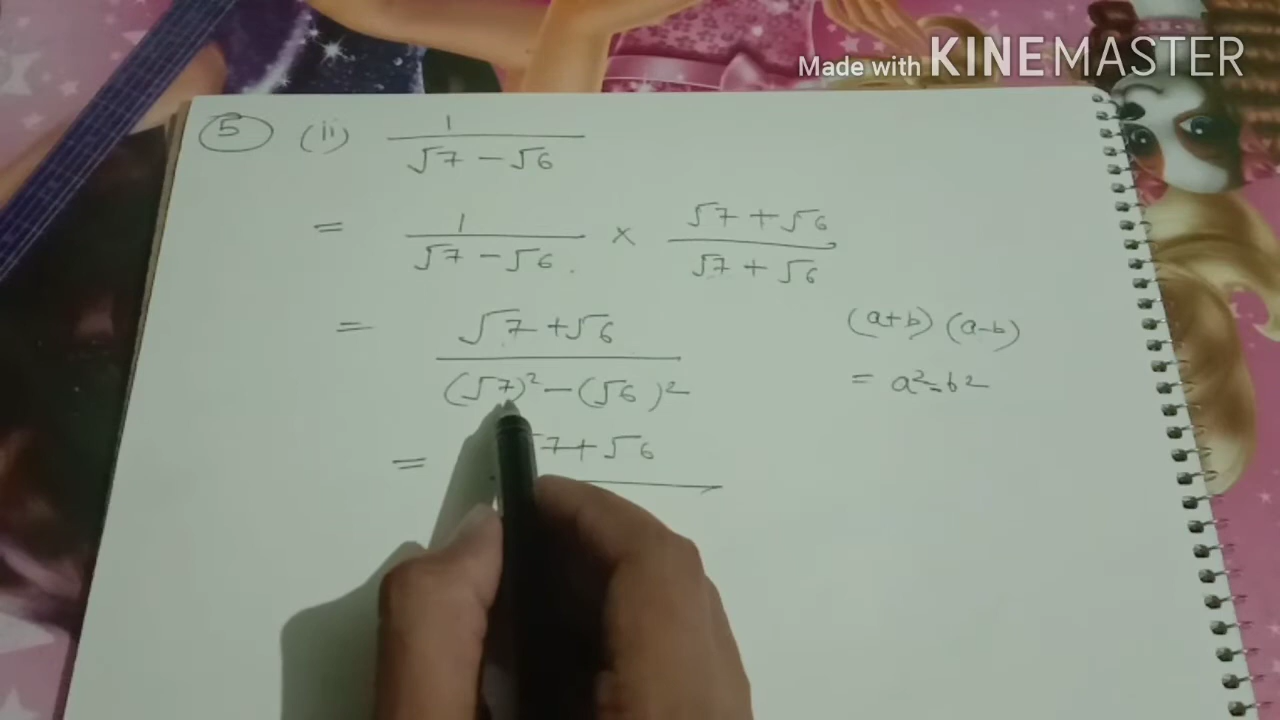 Made with KINEMASTER
5 (ii) 1 / √7 − √6
= 1 / √7 − √6 × √7 + √6 / √7 + √6
= √7 + √6 / (√7)² − (√6)²
(a+b) (a-b)
= a² - b²
= 7 + √6